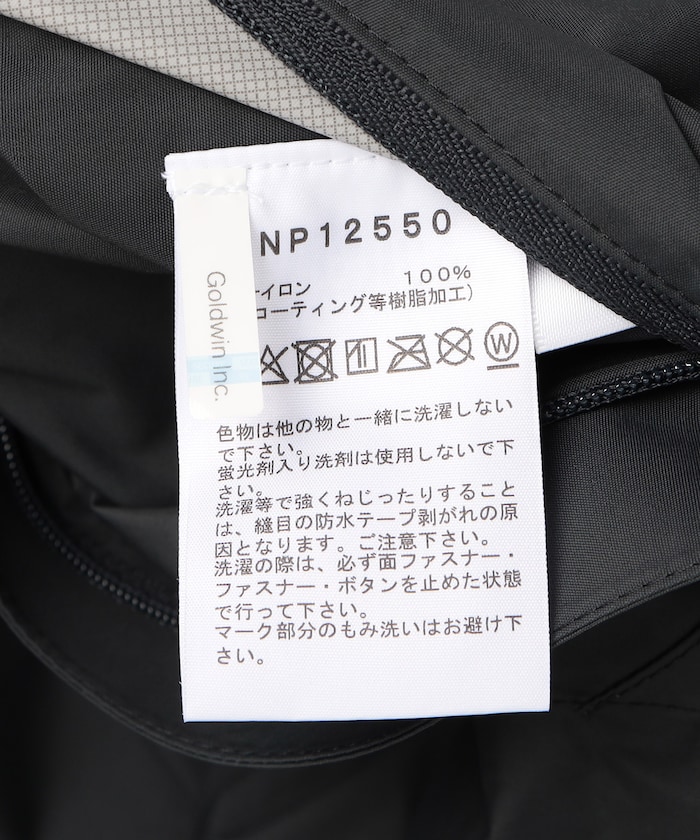 NP12550
イロン 100%
コーティング等樹脂加工)
Goldwin Inc.
W
色物は他の物と一緒に洗濯しない
で下さい。
蛍光剤入り洗剤は使用しないで下
さい。
洗濯等で強くねじったりすること
は、縫目の防水テープ剥がれの原
因となります。ご注意下さい。
洗濯の際は、必ず面ファスナー・
ファスナー・ボタンを止めた状態
で行って下さい。
マーク部分のもみ洗いはお避け下
さい。